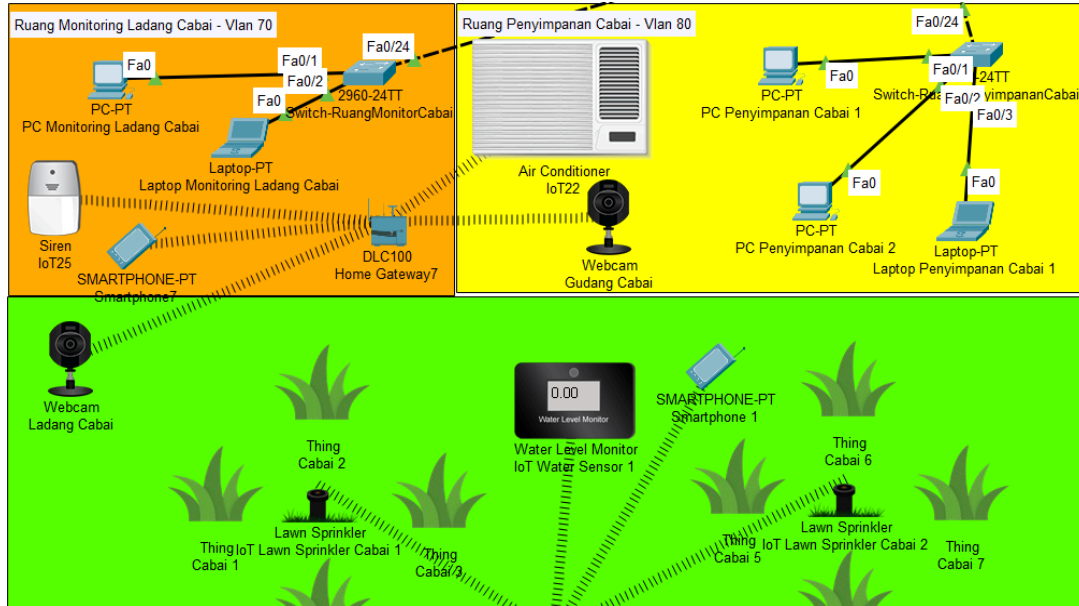 Ruang Monitoring Ladang Cabai - Vlan 70
Fa0/24
Fa0/1
Fa0
Fa0/2
Fa0
2960-24TT
Switch-RuangMonitorCabai
PC-PT
PC Monitoring Ladang Cabai
Laptop-PT
Laptop Monitoring Ladang Cabai
Siren
IoT25
SMARTPHONE-PT
Smartphone7
DLC100
Home Gateway7
Ruang Penyimpanan Cabai - Vlan 80
Air Conditioner
IoT22
Webcam
Gudang Cabai
Fa0/24
Fa0
Fa0/1
-24TT
PC-PT
PC Penyimpanan Cabai 1
Fa0/2
Fa0/3
Fa0
Fa0
PC-PT
PC Penyimpanan Cabai 2
Laptop-PT
Laptop Penyimpanan Cabai 1
Webcam
Ladang Cabai
0.00
Water Level Monitor
Water Level Monitor
IoT Water Sensor 1
SMARTPHONE-PT
Smartphone 1
Thing
Cabai 2
Thing
Cabai 6
Lawn Sprinkler
IoT Lawn Sprinkler Cabai 1
Thing
Cabai 1
Thing
Cabai 3
Lawn Sprinkler
IoT Lawn Sprinkler Cabai 2
Thing
Cabai 5
Thing
Cabai 7